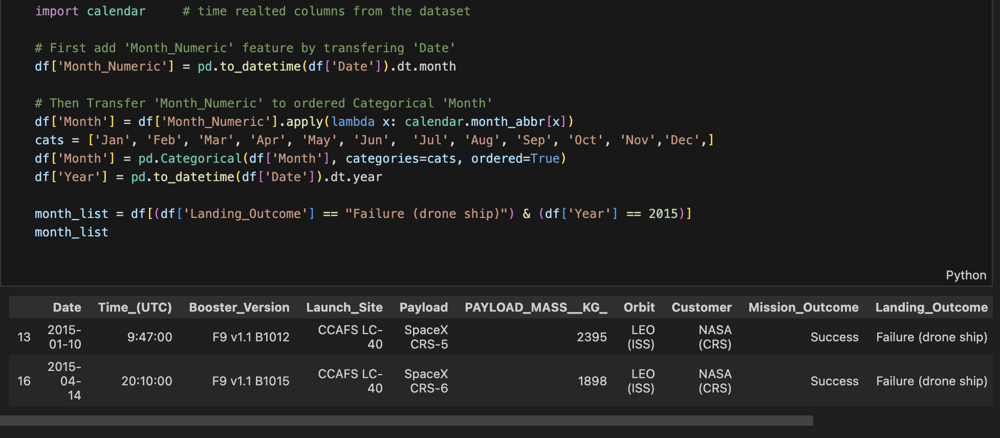 import calendar     # time realted columns from the dataset
# First add 'Month_Numeric' feature by transfering 'Date'
df['Month_Numeric'] = pd.to_datetime(df['Date']).dt.month
# Then Transfer 'Month_Numeric' to ordered Categorical 'Month'
df['Month'] = df['Month_Numeric'].apply(lambda x: calendar.month_abbr[x])
cats = ['Jan', 'Feb', 'Mar', 'Apr', 'May', 'Jun',  'Jul', 'Aug', 'Sep', 'Oct', 'Nov','Dec',]
df['Month'] = pd.Categorical(df['Month'], categories=cats, ordered=True)
df['Year'] = pd.to_datetime(df['Date']).dt.year
month_list = df[(df['Landing_Outcome'] == "Failure (drone ship)") & (df['Year'] == 2015)]
month_list
Python
Date Time_(UTC) Booster_Version Launch_Site Payload PAYLOAD_MASS__KG_ Orbit Customer Mission_Outcome Landing_Outcome
13 2015-01-10 9:47:00 F9 v1.1 B1012 CCAFS LC-40 SpaceX CRS-5 2395 LEO (ISS) NASA (CRS) Success Failure (drone ship)
16 2015-04-14 20:10:00 F9 v1.1 B1015 CCAFS LC-40 SpaceX CRS-6 1898 LEO (ISS) NASA (CRS) Success Failure (drone ship)